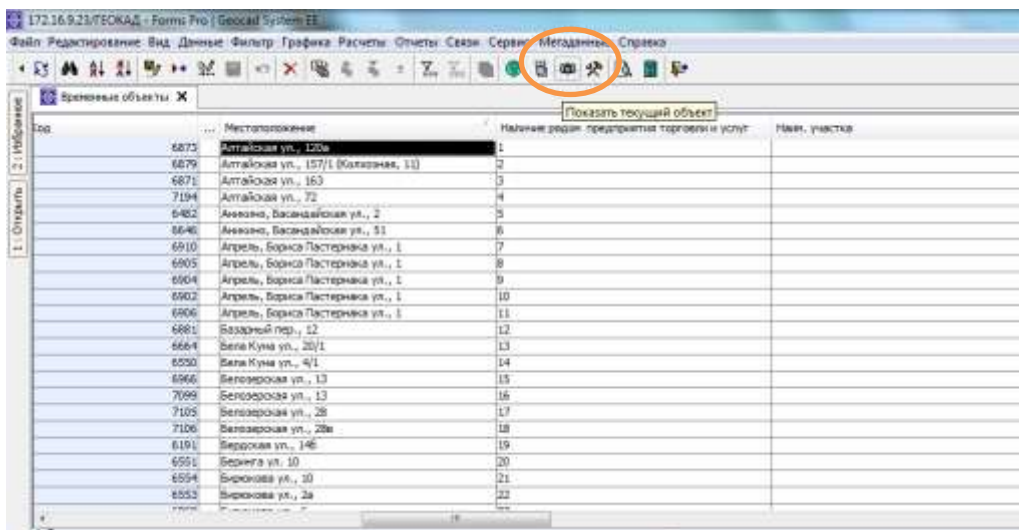 172.16.9.23/ГЕОКАД - Forms Pro | Geocad System EE
Файл Редактирование Вид Данные Фильтр Графика Расчеты Отчеты Связи Сервис Метаданные Справка
Временные объекты
Показать текущий объект
2 : Избранное
1 : Открыть
Код ... Местоположение Наличие рядом предприятия торговли и услуг Наим. участка
6873 Алтайская ул., 120а 1
6879 Алтайская ул., 157/1 (Колхозная, 11) 2
6871 Алтайская ул., 163 3
7194 Алтайская ул., 72 4
6482 Аникино, Басандайская ул., 2 5
6646 Аникино, Басандайская ул., 51 6
6910 Апрель, Бориса Пастернака ул., 1 7
6905 Апрель, Бориса Пастернака ул., 1 8
6904 Апрель, Бориса Пастернака ул., 1 9
6902 Апрель, Бориса Пастернака ул., 1 10
6906 Апрель, Бориса Пастернака ул., 1 11
6881 Базарный пер., 12 12
6664 Бела Куна ул., 20/1 13
6550 Бела Куна ул., 4/1 14
6966 Белозерская ул., 13 15
7099 Белозерская ул., 13 16
7105 Белозерская ул., 28 17
7106 Белозерская ул., 28в 18
6191 Бердская ул., 14б 19
6551 Беринга ул. 10 20
6554 Бирюкова ул., 10 21
6553 Бирюкова ул., 2а 22